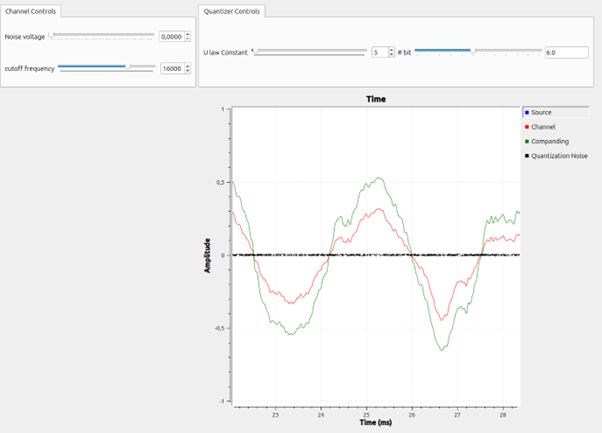 Channel Controls
Quantizer Controls
Noise voltage 0,0000
U law Constant 5 # bit 6.0
cutoff frequency 16000
Time
1
Source
Channel
Companding
Quantization Noise
0,5
0
-0,5
-1
Amplitude
23 24 25 26 27 28
Time (ms)